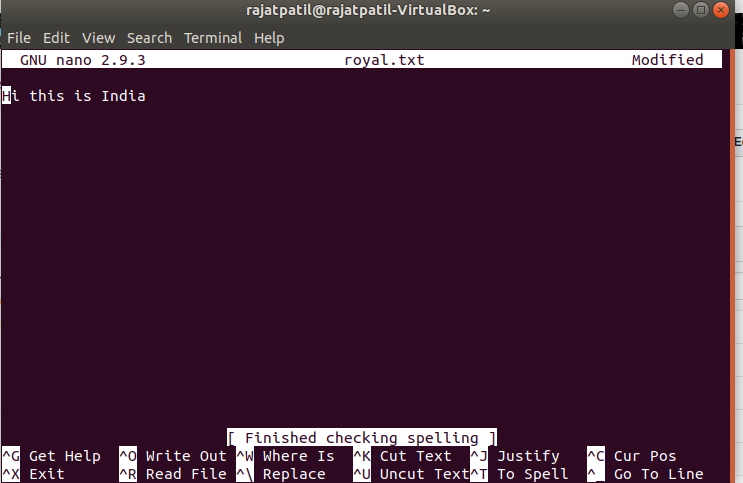 rajatpatil@rajatpatil-VirtualBox: ~
File Edit View Search Terminal Help
GNU nano 2.9.3 royal.txt Modified
Hi this is India
[ Finished checking spelling ]
^G Get Help ^O Write Out ^W Where Is ^K Cut Text ^J Justify ^C Cur Pos
^X Exit ^R Read File ^\ Replace ^U Uncut Text ^T To Spell ^_ Go To Line